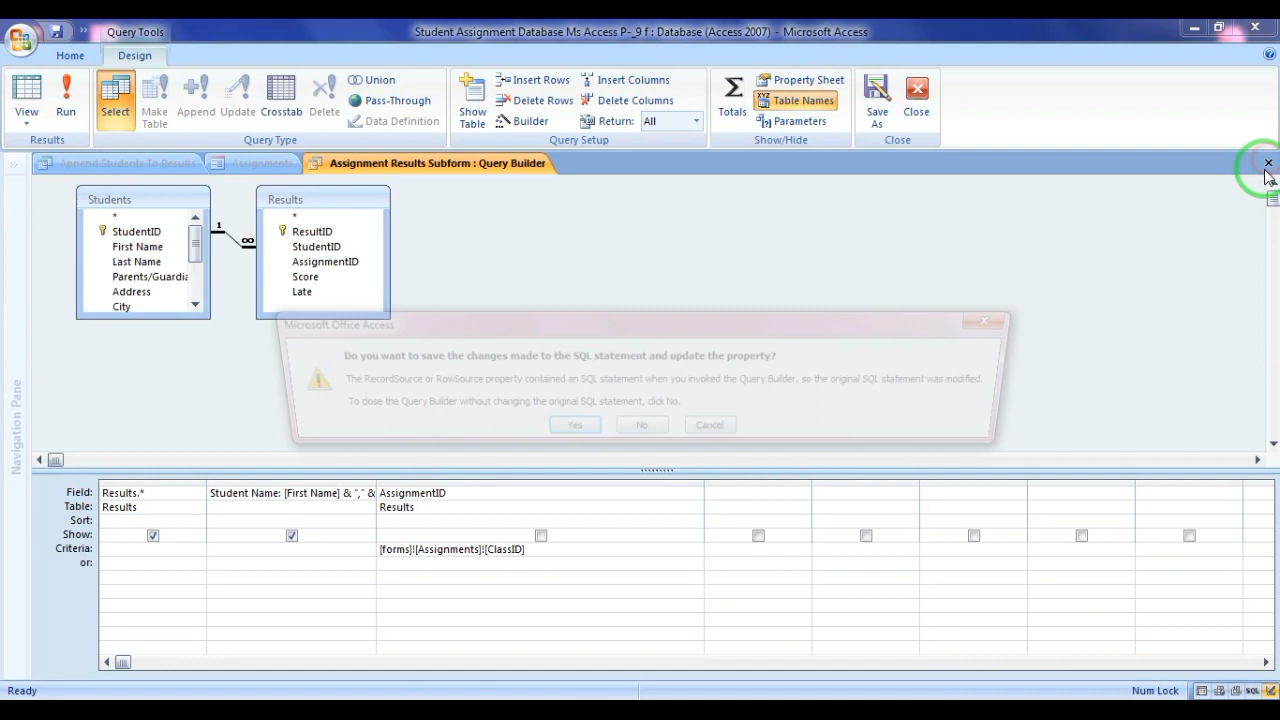 Query Tools
Student Assignment Database Ms Access P-_9 f : Database (Access 2007) - Microsoft Access
Home Design
View
Run
Results
Select
Make Table
Append
Update
Crosstab
Delete
Union
Pass-Through
Data Definition
Query Type
Show Table
Insert Rows
Delete Rows
Builder
Insert Columns
Delete Columns
Return: All
Query Setup
Totals
Property Sheet
Table Names
Parameters
Show/Hide
Save As
Close
Close
Append Students To Results
Assignments
Assignment Results Subform : Query Builder
Navigation Pane
Students
*
StudentID
First Name
Last Name
Parents/Guardia
Address
City
1
∞
Results
*
ResultID
StudentID
AssignmentID
Score
Late
Microsoft Office Access
Do you want to save the changes made to the SQL statement and update the property?
The RecordSource or RowSource property contained an SQL statement when you invoked the Query Builder, so the original SQL statement was modified.
To close the Query Builder without changing the original SQL statement, click No.
Yes No Cancel
Field: Results.* Student Name: [First Name] & "," & AssignmentID
Table: Results Results
Sort:
Show:
Criteria: [forms]![Assignments]![ClassID]
or:
Ready
Num Lock
SQL